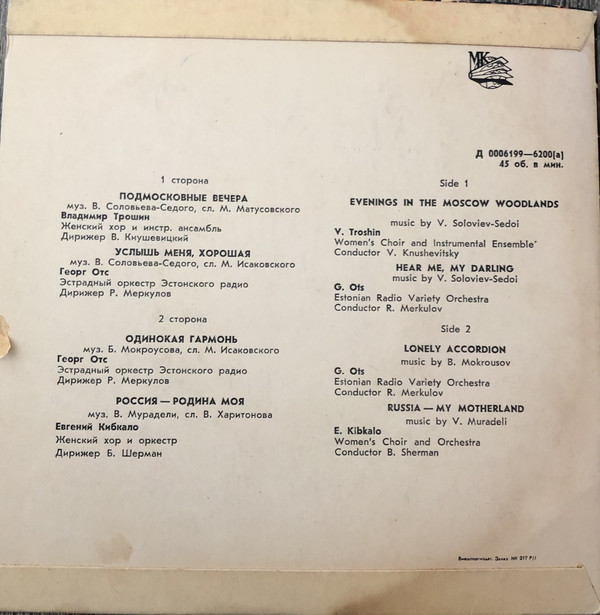 МК
Д 0006199—6200(а)
45 об. в мин.
1 сторона
ПОДМОСКОВНЫЕ ВЕЧЕРА
муз. В. Соловьева-Седого, сл. М. Матусовского
Владимир Трошин
Женский хор и инстр. ансамбль
Дирижер В. Кнушевицкий
УСЛЫШЬ МЕНЯ, ХОРОШАЯ
муз. В. Соловьева-Седого, сл. М. Исаковского
Георг Отс
Эстрадный оркестр Эстонского радио
Дирижер Р. Меркулов
2 сторона
ОДИНОКАЯ ГАРМОНЬ
муз. Б. Мокроусова, сл. М. Исаковского
Георг Отс
Эстрадный оркестр Эстонского радио
Дирижер Р. Меркулов
РОССИЯ — РОДИНА МОЯ
муз. В. Мурадели, сл. В. Харитонова
Евгений Кибкало
Женский хор и оркестр
Дирижер Б. Шерман
Side 1
EVENINGS IN THE MOSCOW WOODLANDS
music by V. Soloviev-Sedoi
V. Troshin
Women's Choir and Instrumental Ensemble
Conductor V. Knushevitsky
HEAR ME, MY DARLING
music by V. Soloviev-Sedoi
G. Ots
Estonian Radio Variety Orchestra
Conductor R. Merkulov
Side 2
LONELY ACCORDION
music by B. Mokrousov
G. Ots
Estonian Radio Variety Orchestra
Conductor R. Merkulov
RUSSIA — MY MOTHERLAND
music by V. Muradeli
E. Kibkalo
Women's Choir and Orchestra
Conductor B. Sherman
Внешторгиздат. Заказ № 217 Р/I